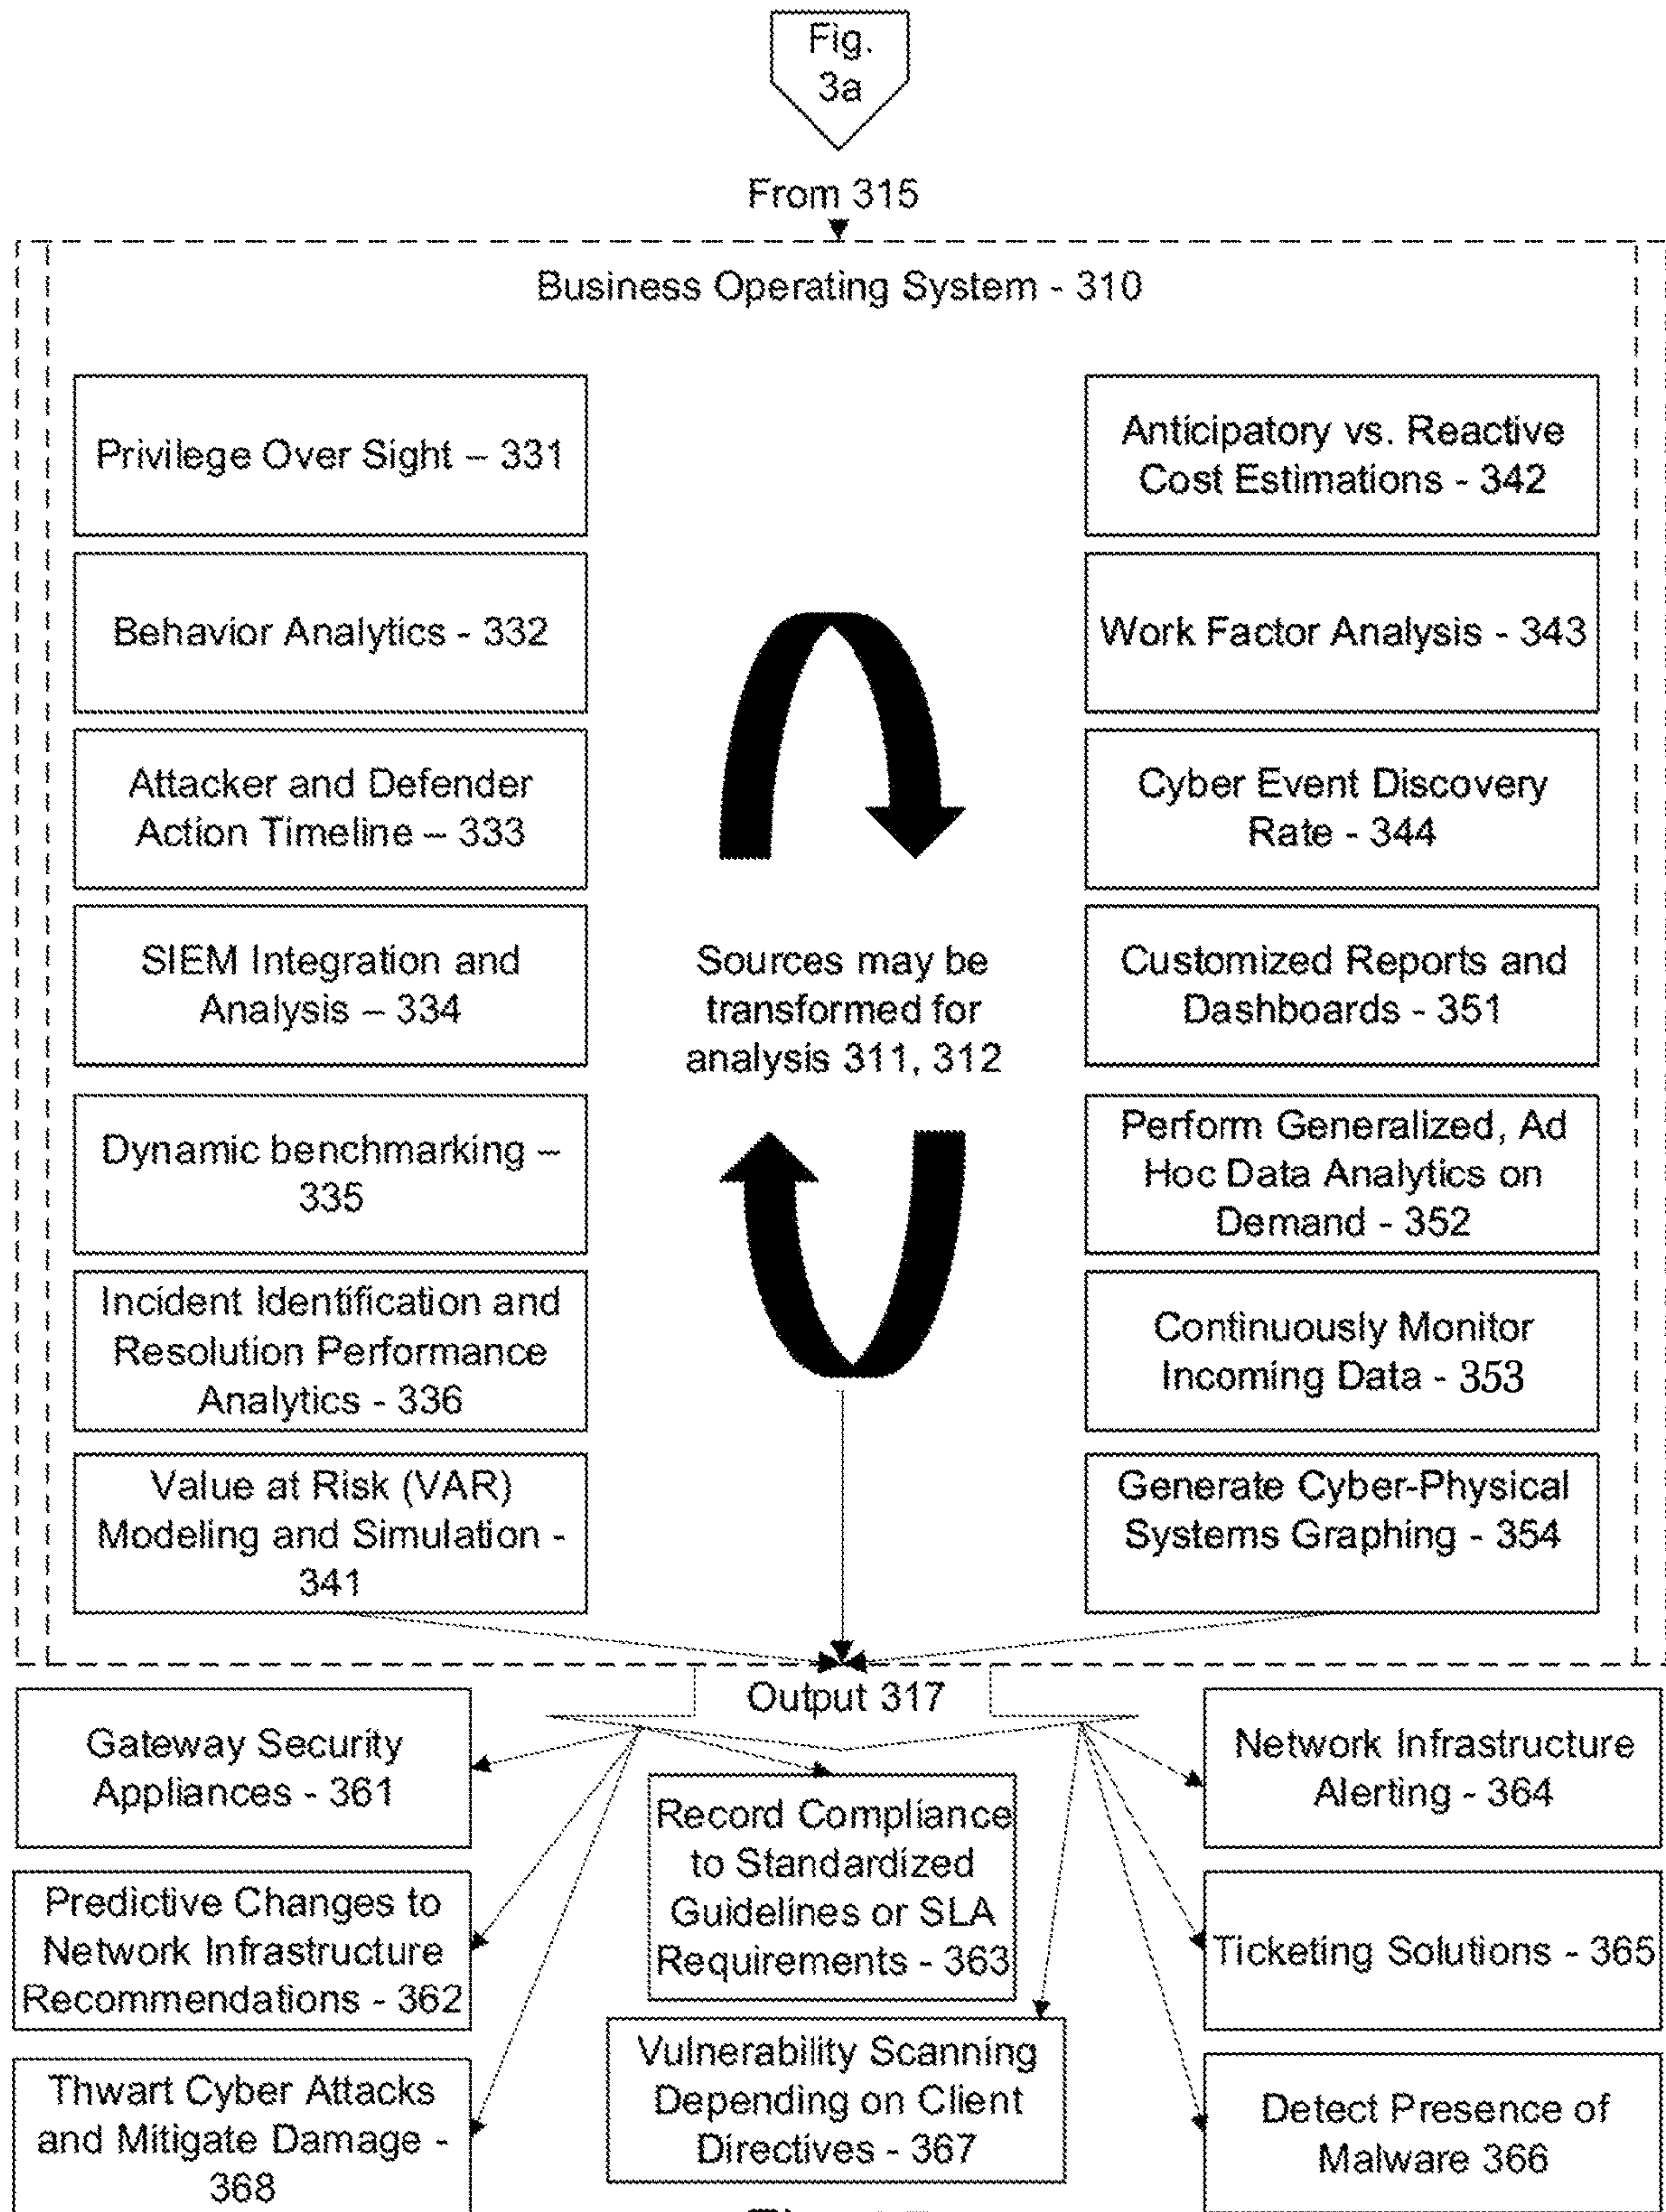 Fig.
3a
From 315
Business Operating System - 310
Privilege Over Sight – 331
Behavior Analytics - 332
Attacker and Defender
Action Timeline – 333
SIEM Integration and
Analysis – 334
Dynamic benchmarking –
335
Incident Identification and
Resolution Performance
Analytics - 336
Value at Risk (VAR)
Modeling and Simulation -
341
Sources may be
transformed for
analysis 311, 312
Anticipatory vs. Reactive
Cost Estimations - 342
Work Factor Analysis - 343
Cyber Event Discovery
Rate - 344
Customized Reports and
Dashboards - 351
Perform Generalized, Ad
Hoc Data Analytics on
Demand - 352
Continuously Monitor
Incoming Data - 353
Generate Cyber-Physical
Systems Graphing - 354
Output 317
Gateway Security
Appliances - 361
Predictive Changes to
Network Infrastructure
Recommendations - 362
Thwart Cyber Attacks
and Mitigate Damage -
368
Record Compliance
to Standardized
Guidelines or SLA
Requirements - 363
Vulnerability Scanning
Depending on Client
Directives - 367
Network Infrastructure
Alerting - 364
Ticketing Solutions - 365
Detect Presence of
Malware 366